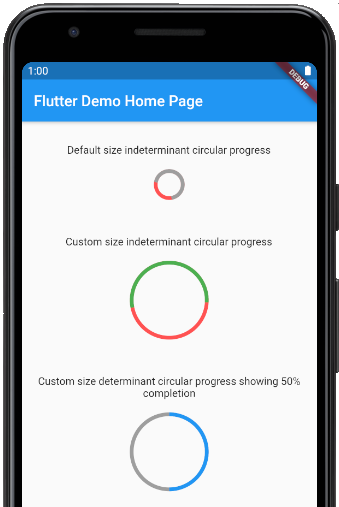 1:00
DEBUG
Flutter Demo Home Page
Default size indeterminant circular progress
Custom size indeterminant circular progress
Custom size determinant circular progress showing 50%
completion